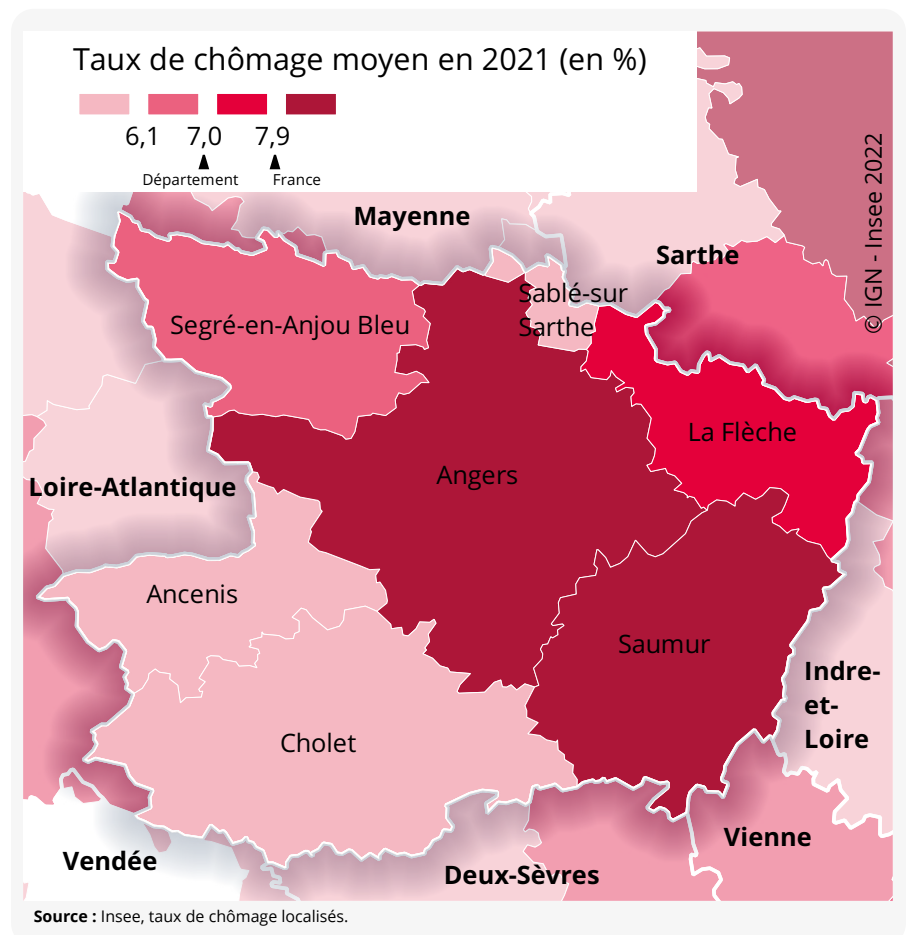 Taux de chômage moyen en 2021 (en %)
6,1 7,0 7,9
Département France
© IGN - Insee 2022
Mayenne
Sarthe
Sablé-sur
Sarthe
Segré-en-Anjou Bleu
La Flèche
Angers
Loire-Atlantique
Ancenis
Saumur
Indre-
et-
Loire
Cholet
Vienne
Vendée
Deux-Sèvres
Source : Insee, taux de chômage localisés.